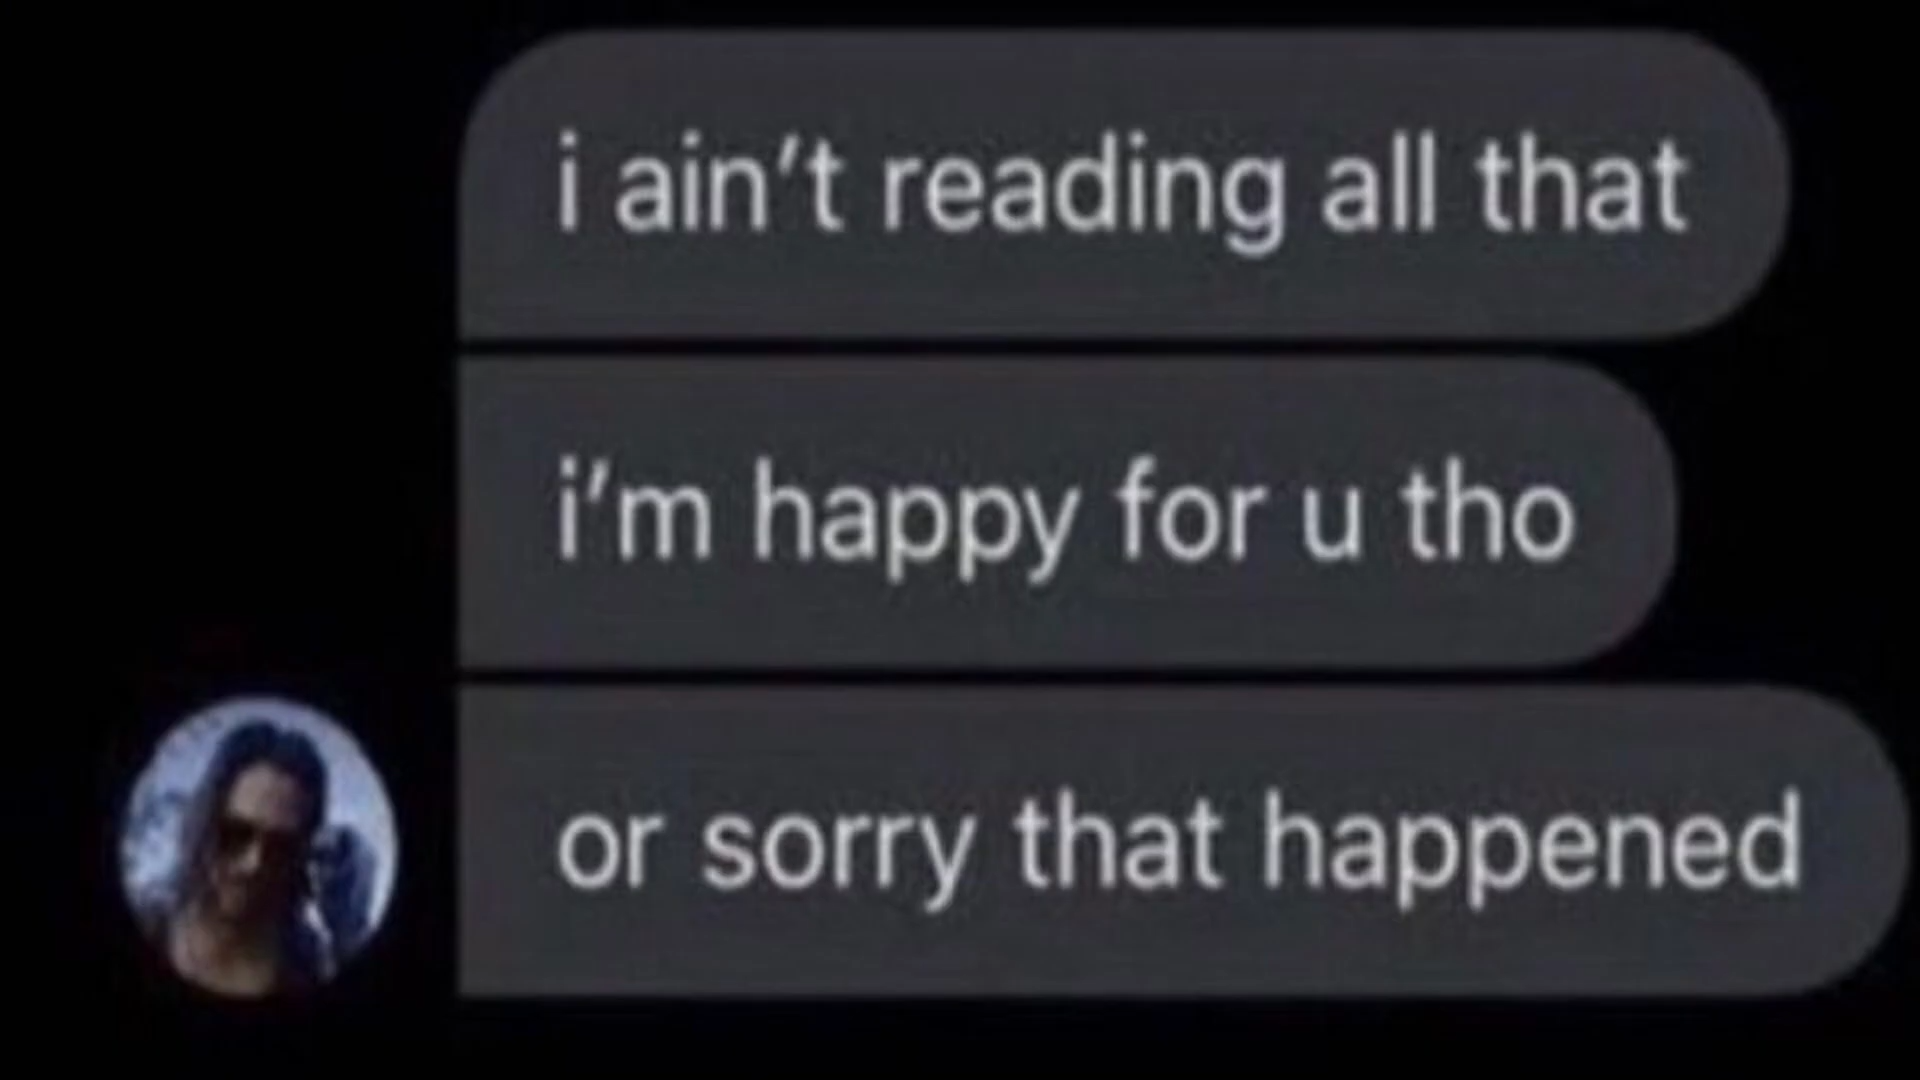 i ain’t reading all that
i’m happy for u tho
or sorry that happened